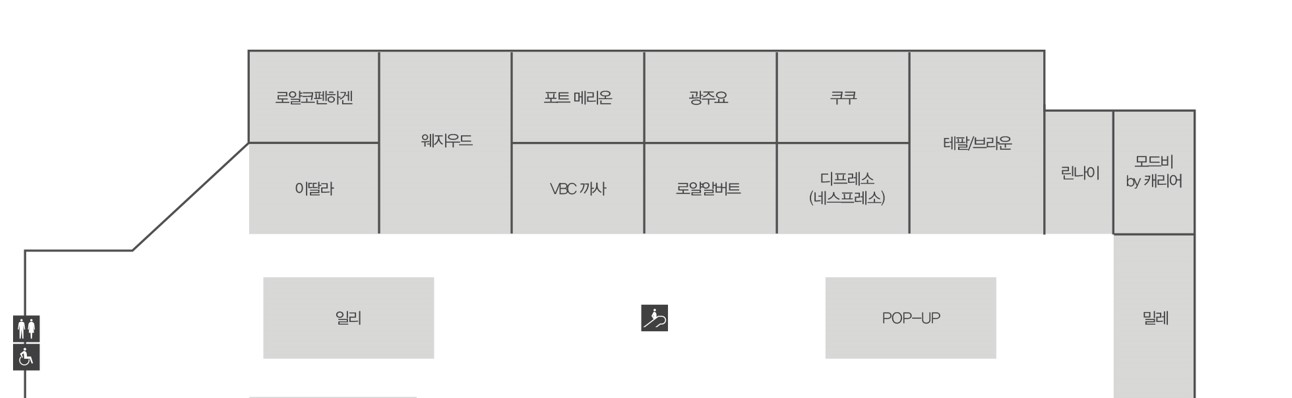 로얄코펜하겐
웨지우드
포트 메리온
광주요
쿠쿠
테팔/브라운
린나이
모드비
by 캐리어
이딸라
VBC 까사
로얄알버트
디프레소
(네스프레소)
일리
POP-UP
밀레